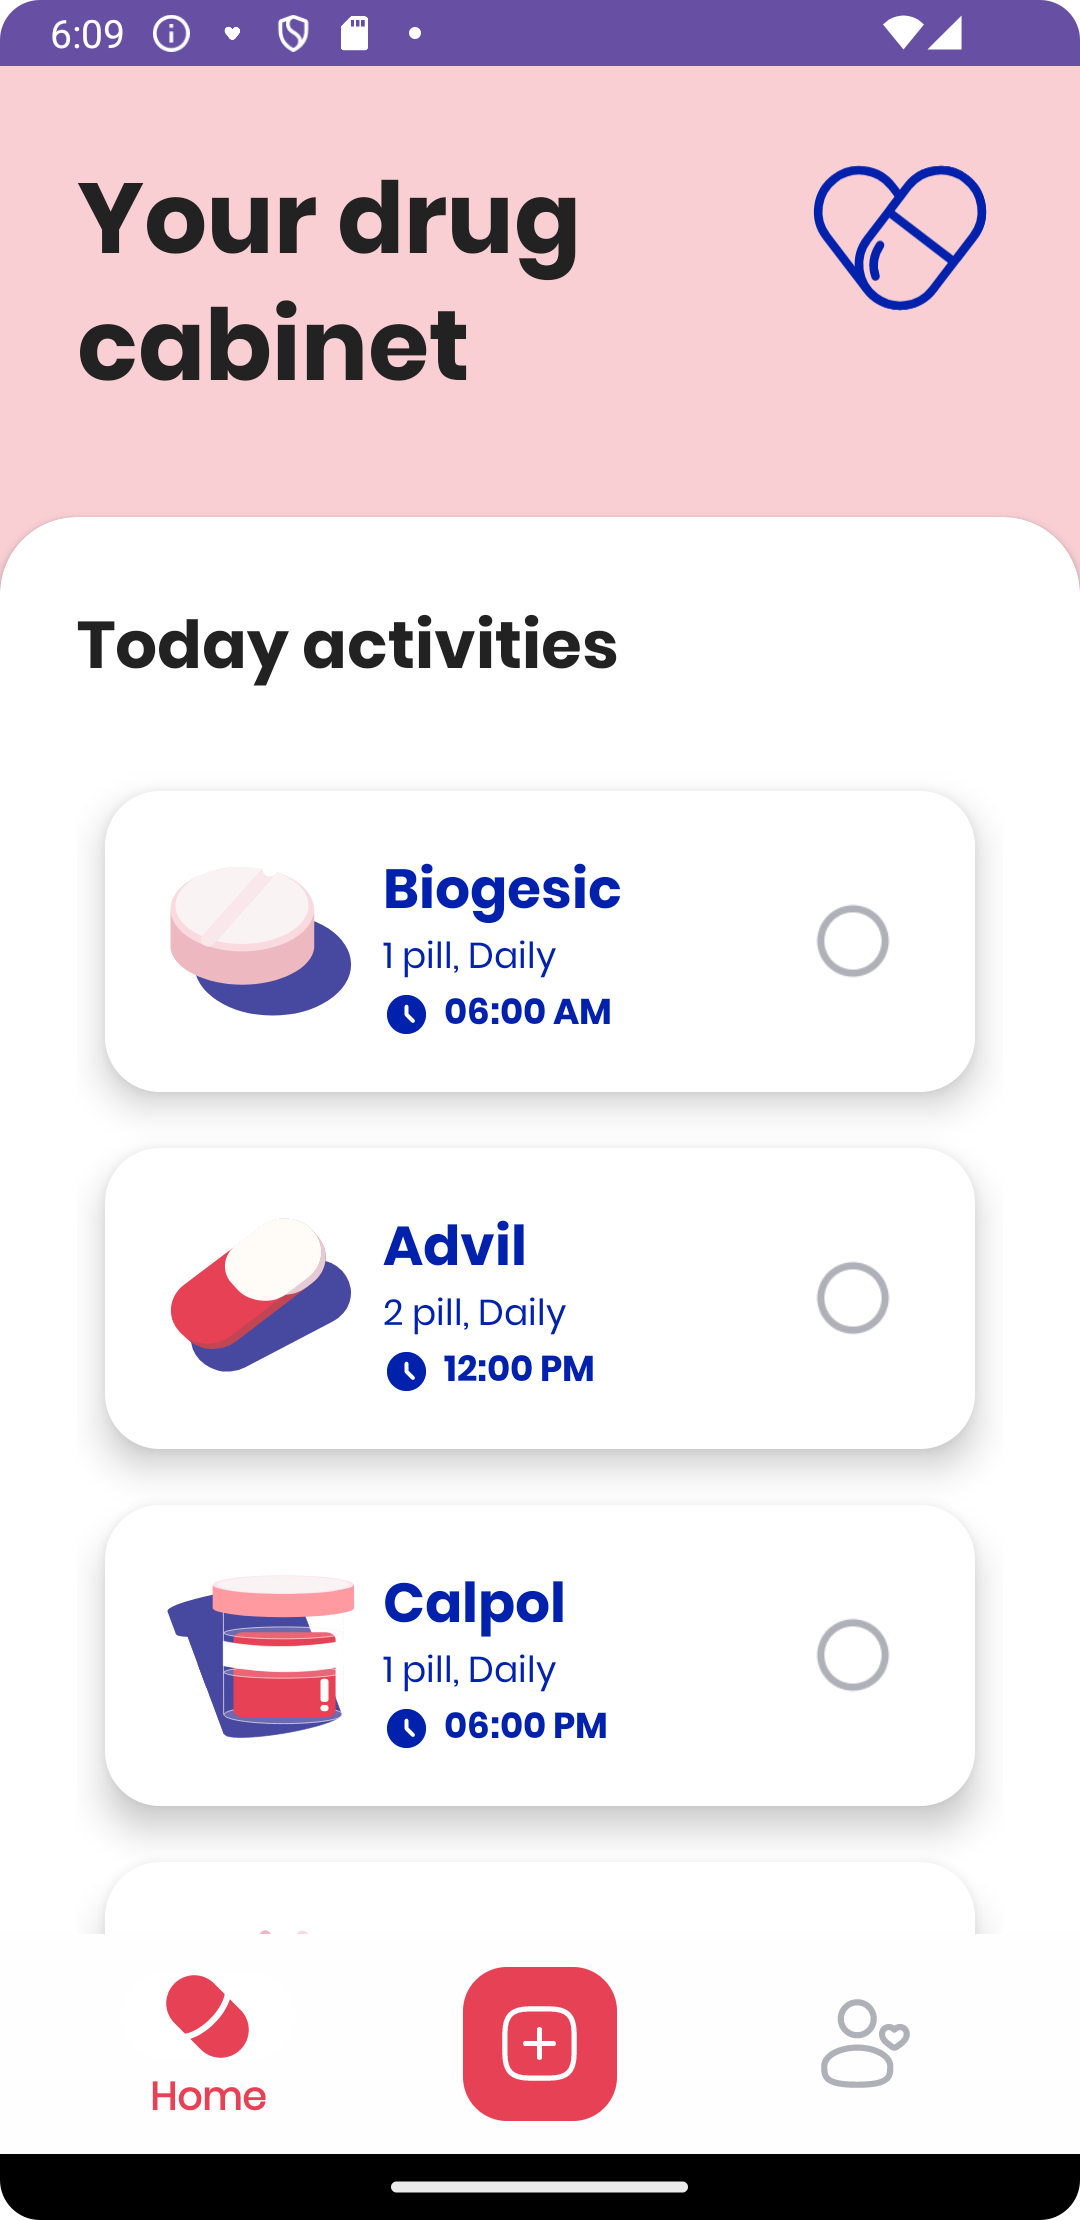 6:09
Your drug
cabinet
Today activities
Biogesic
1 pill, Daily
06:00 AM
Advil
2 pill, Daily
12:00 PM
Calpol
1 pill, Daily
06:00 PM
Home